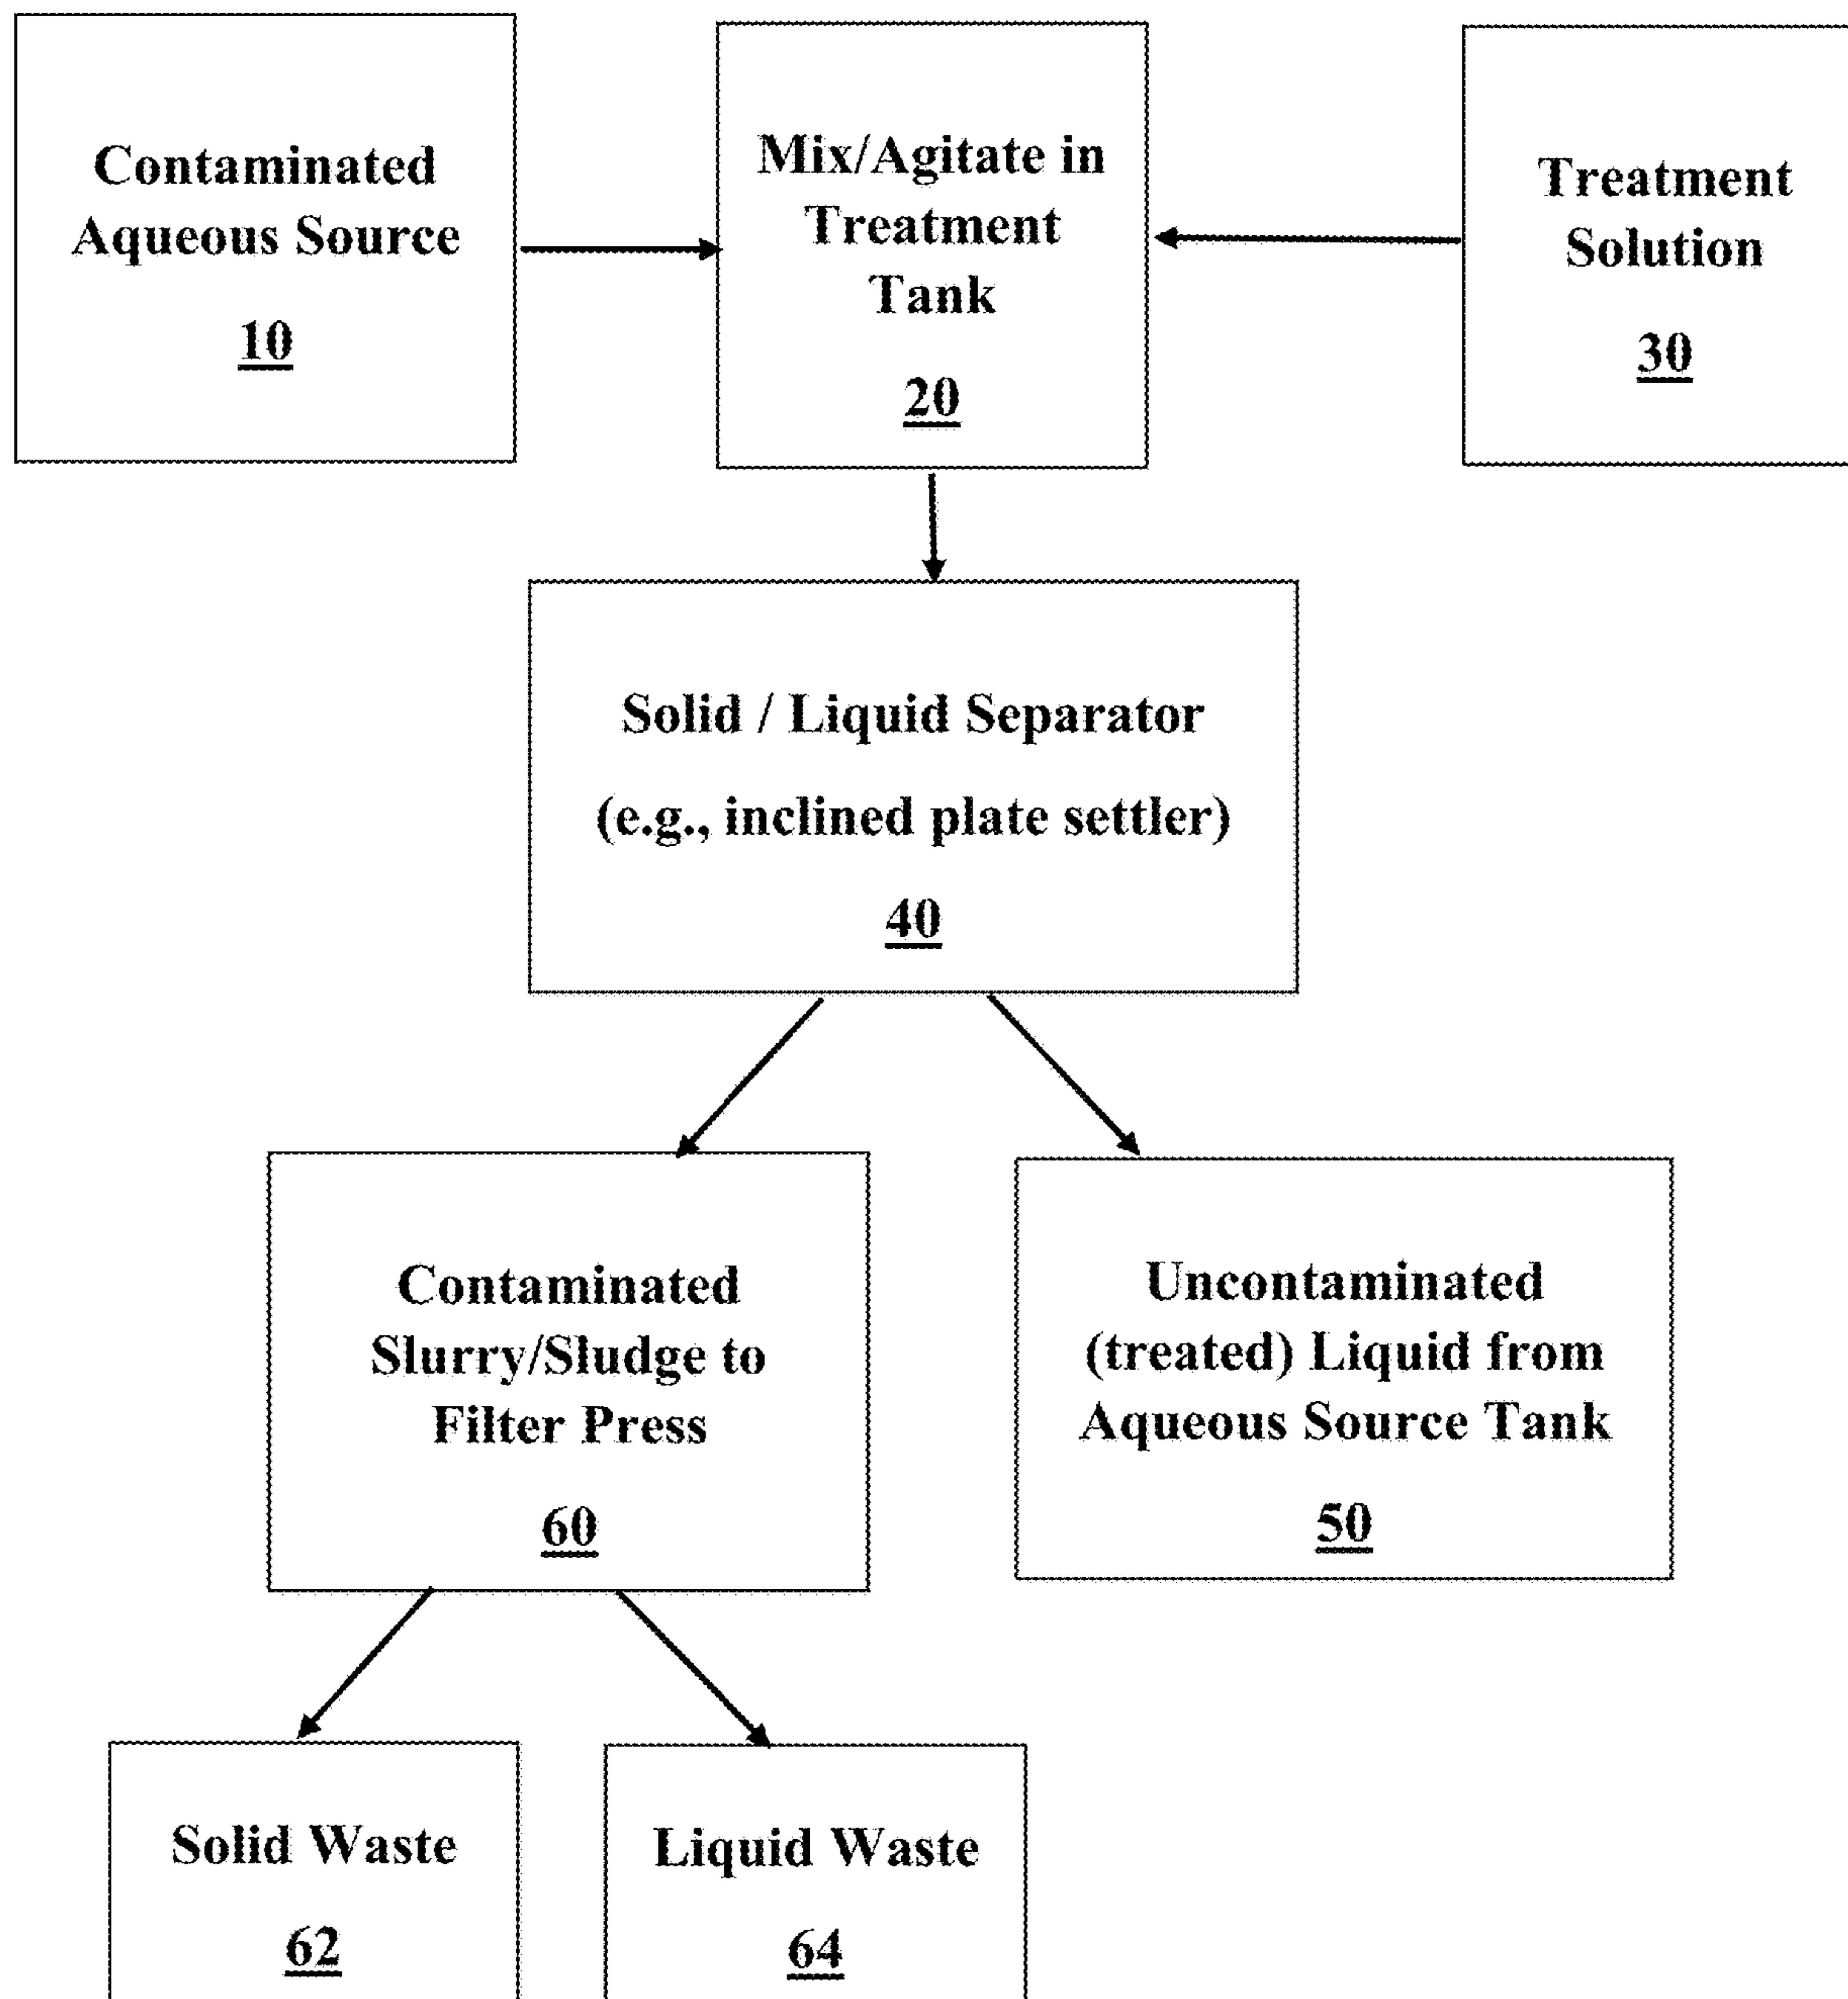 Contaminated
Aqueous Source
10
Mix/Agitate in
Treatment
Tank
20
Treatment
Solution
30
Solid / Liquid Separator
(e.g., inclined plate settler)
40
Contaminated
Slurry/Sludge to
Filter Press
60
Uncontaminated
(treated) Liquid from
Aqueous Source Tank
50
Solid Waste
62
Liquid Waste
64